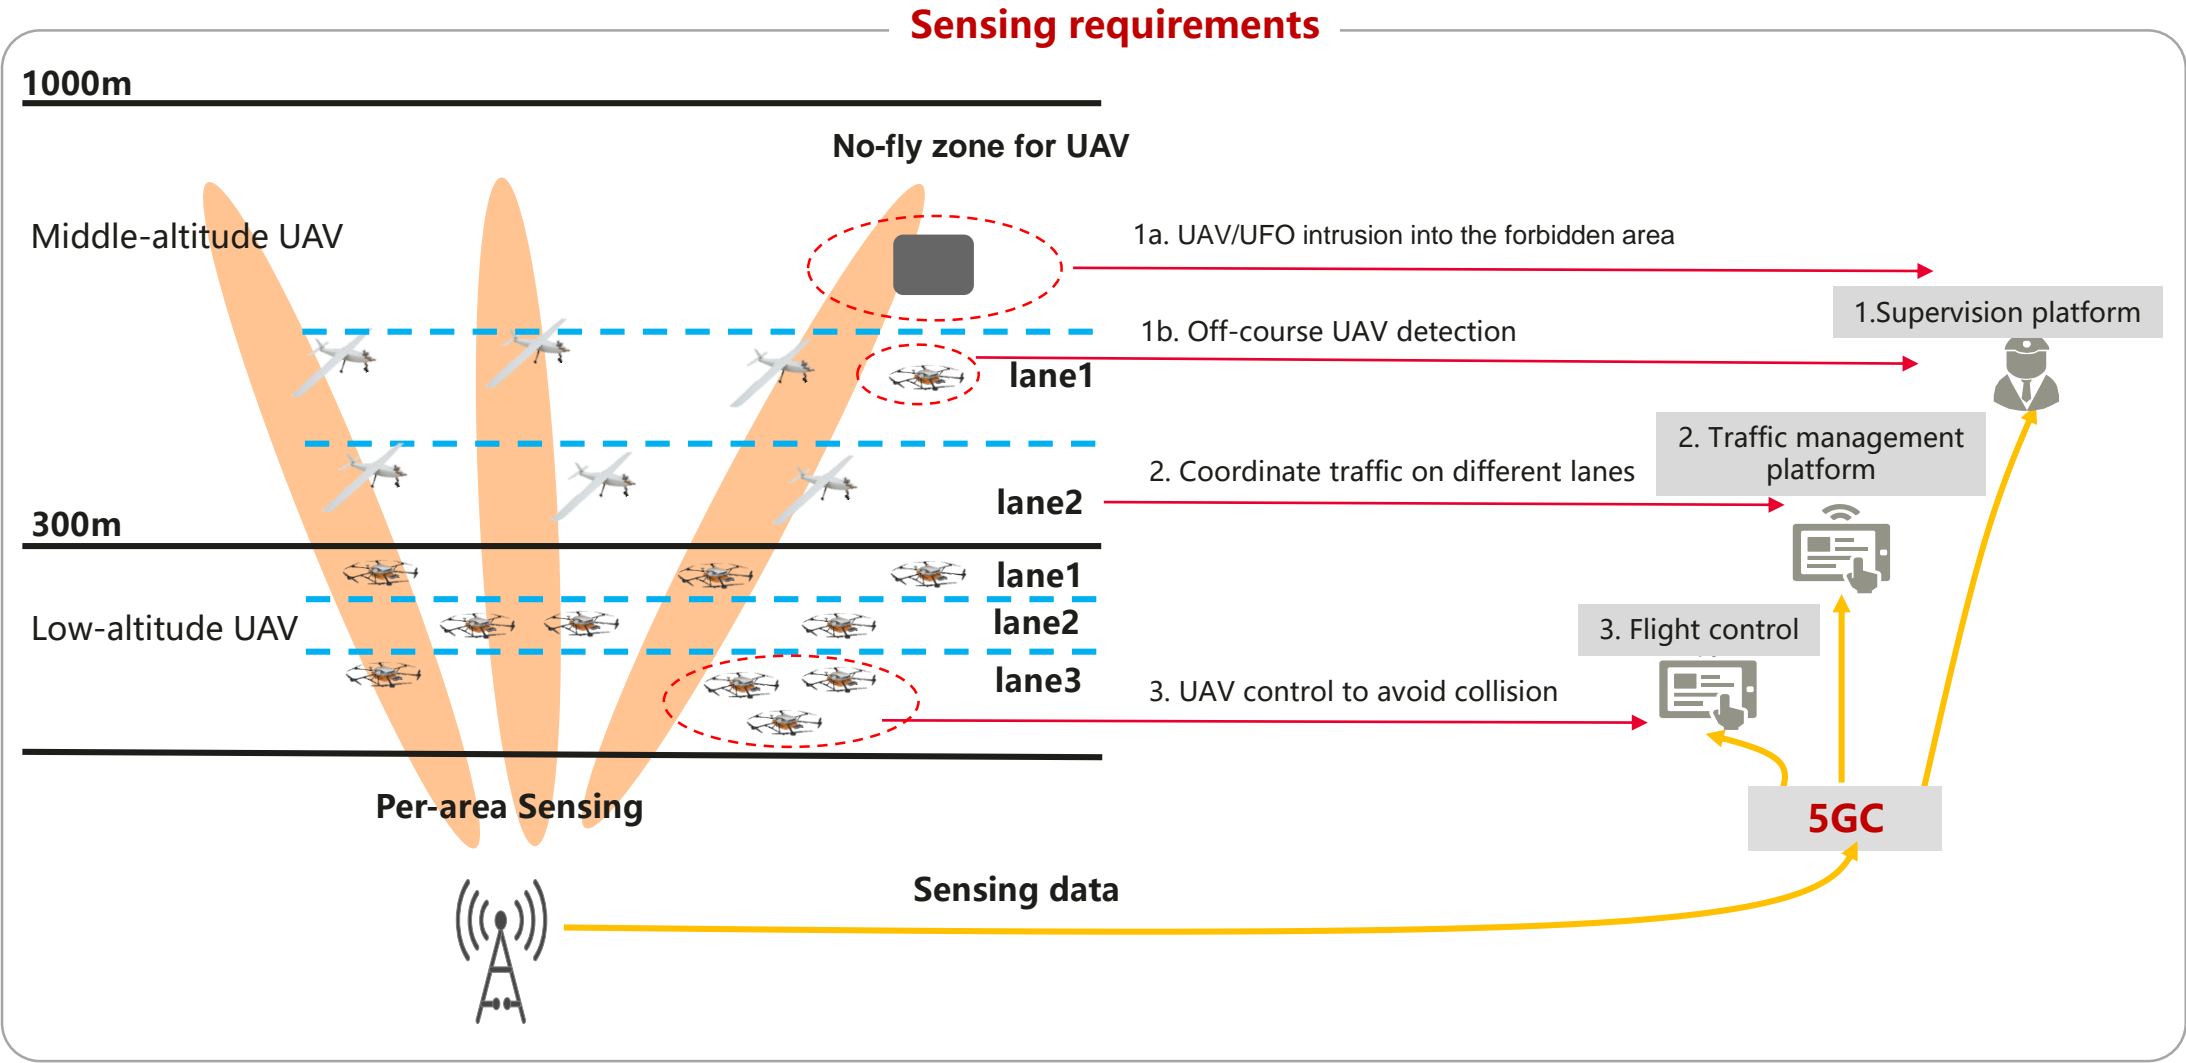 Sensing requirements
1000m
No-fly zone for UAV
Middle-altitude UAV
1a. UAV/UFO intrusion into the forbidden area
1.Supervision platform
1b. Off-course UAV detection
lane1
2. Traffic management
platform
2. Coordinate traffic on different lanes
lane2
300m
lane1
lane2
Low-altitude UAV
3. Flight control
lane3
3. UAV control to avoid collision
Per-area Sensing
5GC
Sensing data